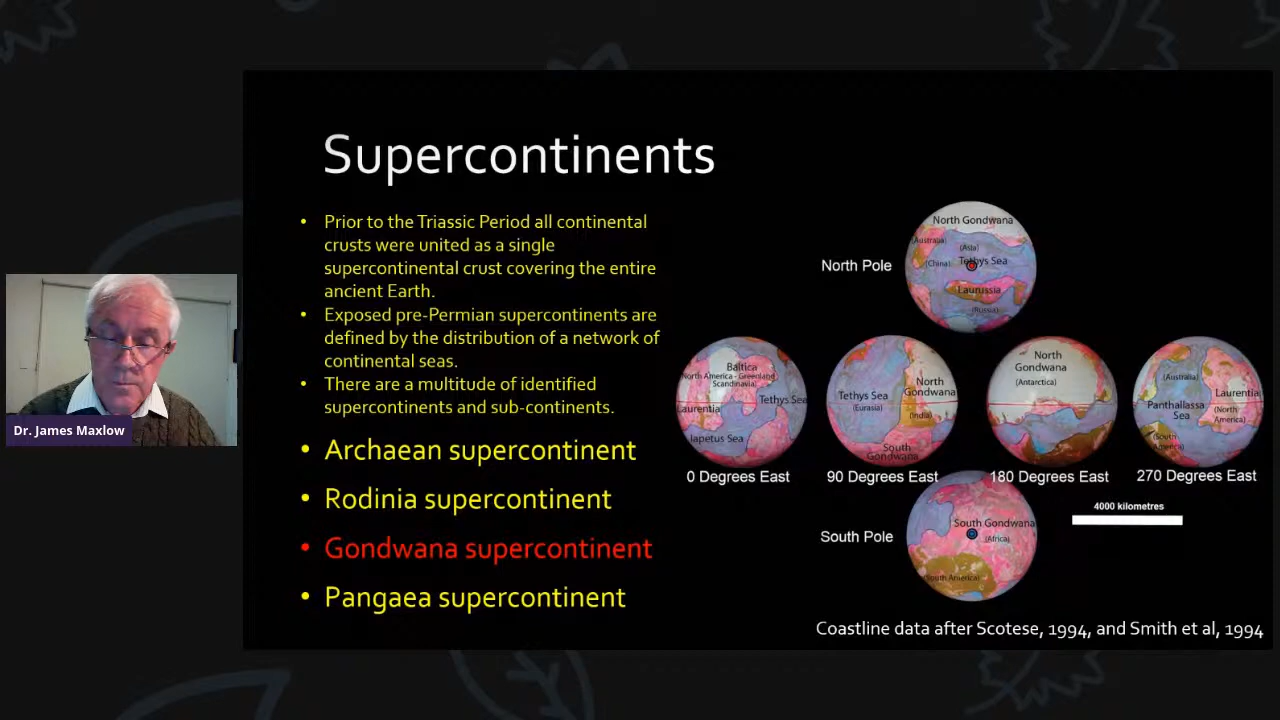 Supercontinents
• Prior to the Triassic Period all continental
crusts were united as a single
supercontinental crust covering the entire
ancient Earth.
• Exposed pre-Permian supercontinents are
defined by the distribution of a network of
continental seas.
• There are a multitude of identified
supercontinents and sub-continents.
• Archaean supercontinent
• Rodinia supercontinent
• Gondwana supercontinent
• Pangaea supercontinent
Dr. James Maxlow
North Pole
North Gondwana
(Australia)
(Asia)
(China)
Tethys Sea
Laurussia
(Russia)
Baltica
North America - Greenland
Scandinavia)
Laurentia
Tethys Sea
Iapetus Sea
0 Degrees East
Tethys Sea
(Eurasia)
North
Gondwana
(India)
South
Gondwana
90 Degrees East
North
Gondwana
(Antarctica)
180 Degrees East
(Australia)
Panthallassa
Sea
Laurentia
(North
America)
(South
America)
270 Degrees East
4000 kilometres
South Pole
South Gondwana
(Africa)
(South America)
Coastline data after Scotese, 1994, and Smith et al, 1994